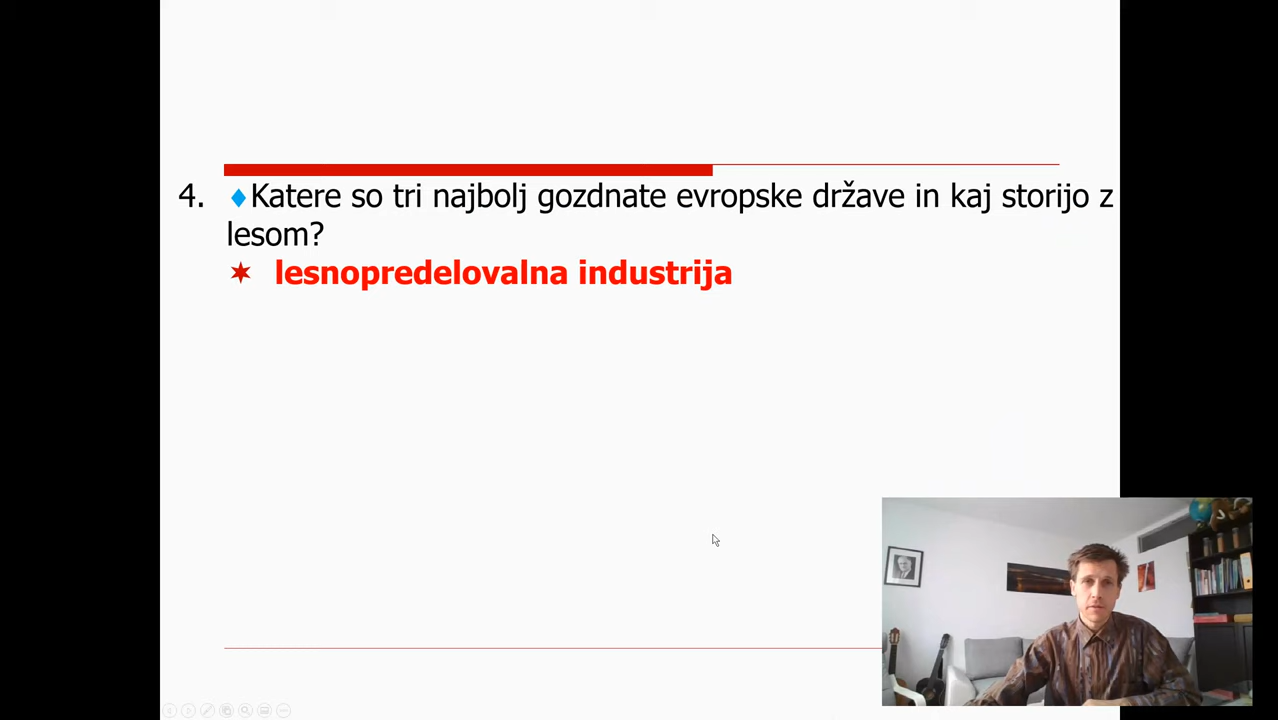 4. ♦Katere so tri najbolj gozdnate evropske države in kaj storijo z
lesom?
✶ lesnopredelovalna industrija